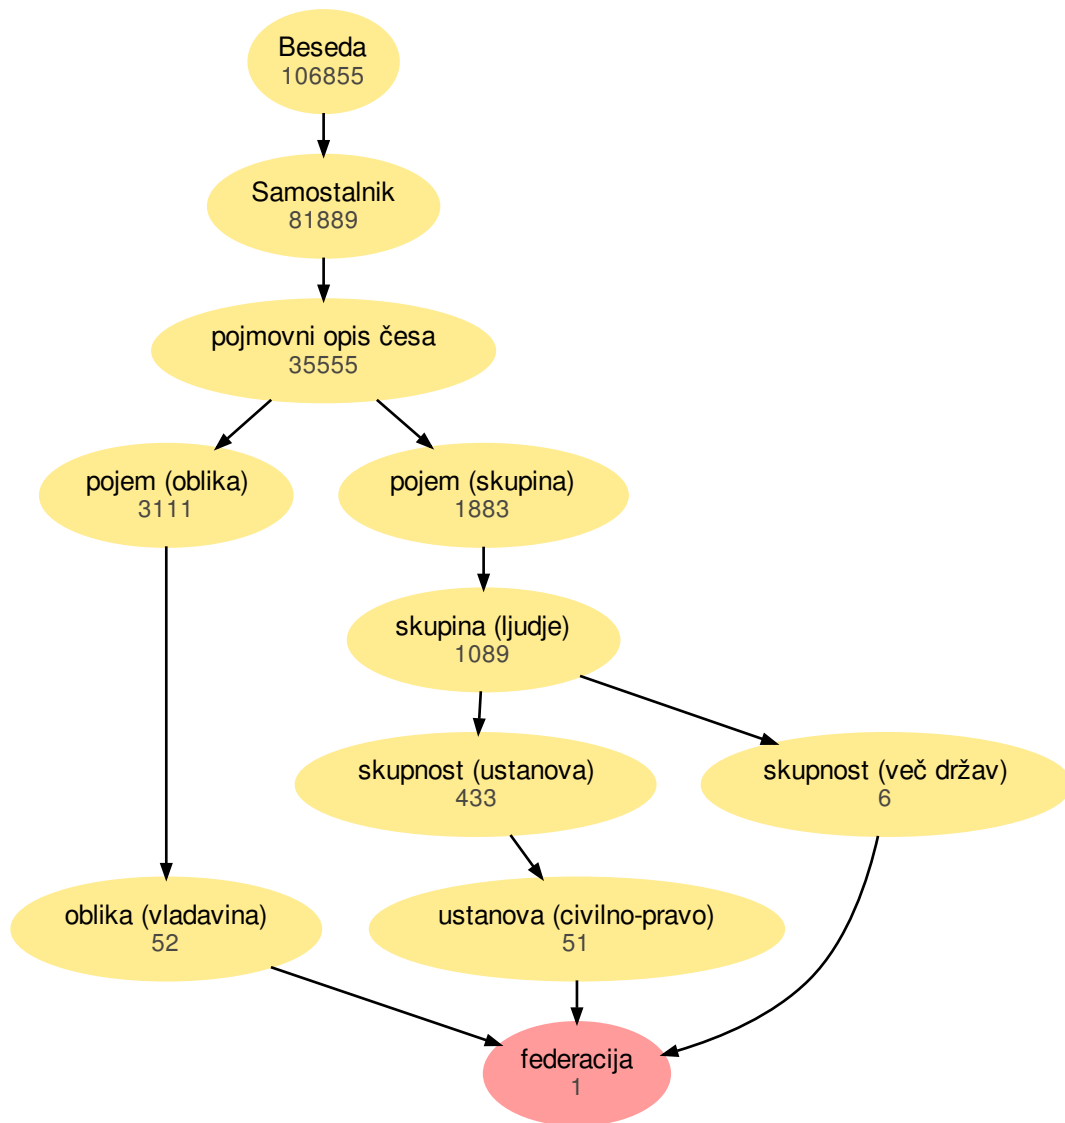 Beseda
106855
Samostalnik
81889
pojmovni opis česa
35555
pojem (oblika)
3111
pojem (skupina)
1883
skupina (ljudje)
1089
skupnost (ustanova)
433
skupnost (več držav)
6
oblika (vladavina)
52
ustanova (civilno-pravo)
51
federacija
1